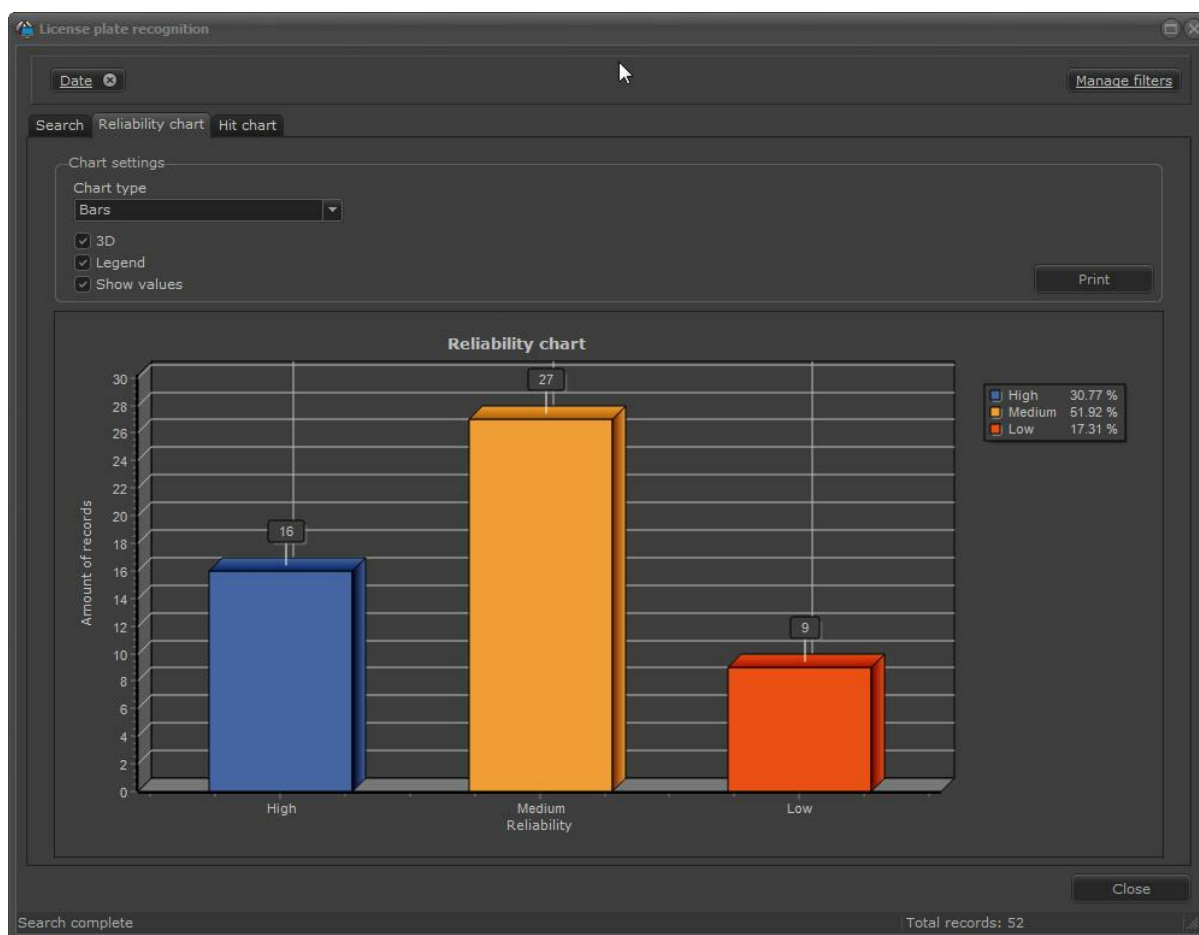 License plate recognition
Date
Manage filters
Search Reliability chart Hit chart
Chart settings
Chart type
Bars
3D
Legend
Show values
Print
Reliability chart
30
28
26
24
22
20
18
16
14
12
10
8
6
4
2
0
Amount of records
16
27
9
High 30.77 %
Medium 51.92 %
Low 17.31 %
High Medium Low
Reliability
Close
Search complete Total records: 52